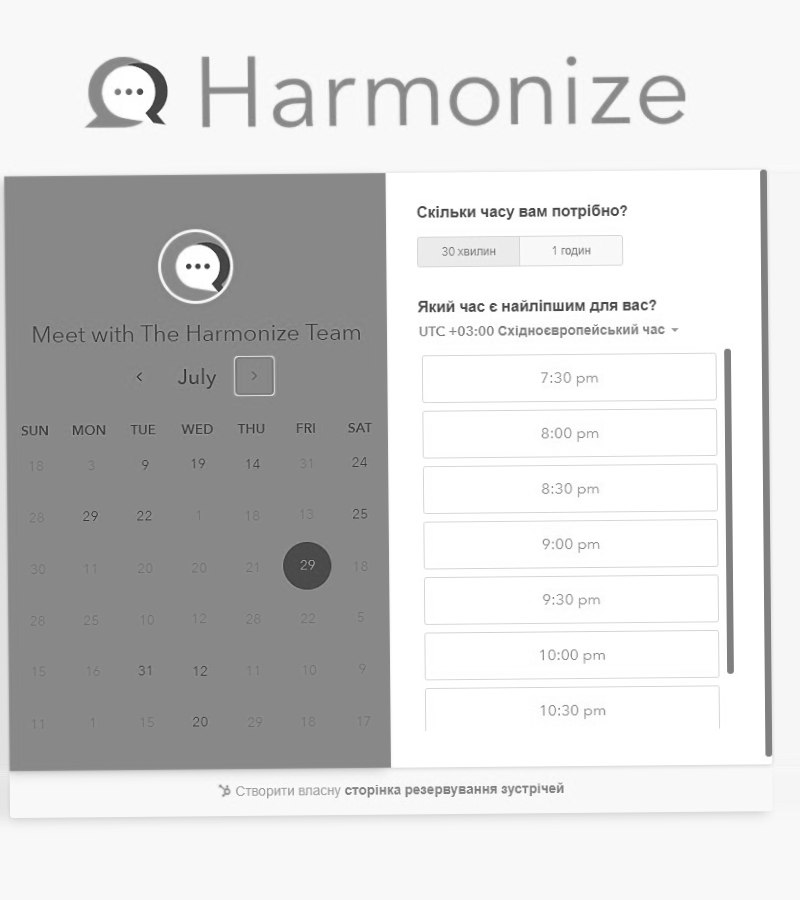 Harmonize
Meet with The Harmonize Team
July
SUN MON TUE WED THU FRI SAT
18 3 9 19 14 31 24
28 29 22 1 18 13 25
30 11 20 20 21 29 18
28 25 10 12 28 22 5
15 16 31 12 11 10 9
11 1 15 20 29 18 17
Скільки часу вам потрібно?
30 хвилин 1 годин
Який час є найліпшим для вас?
UTC +03:00 Східноєвропейський час
7:30 pm
8:00 pm
8:30 pm
9:00 pm
9:30 pm
10:00 pm
10:30 pm
Створити власну сторінка резервування зустрічей